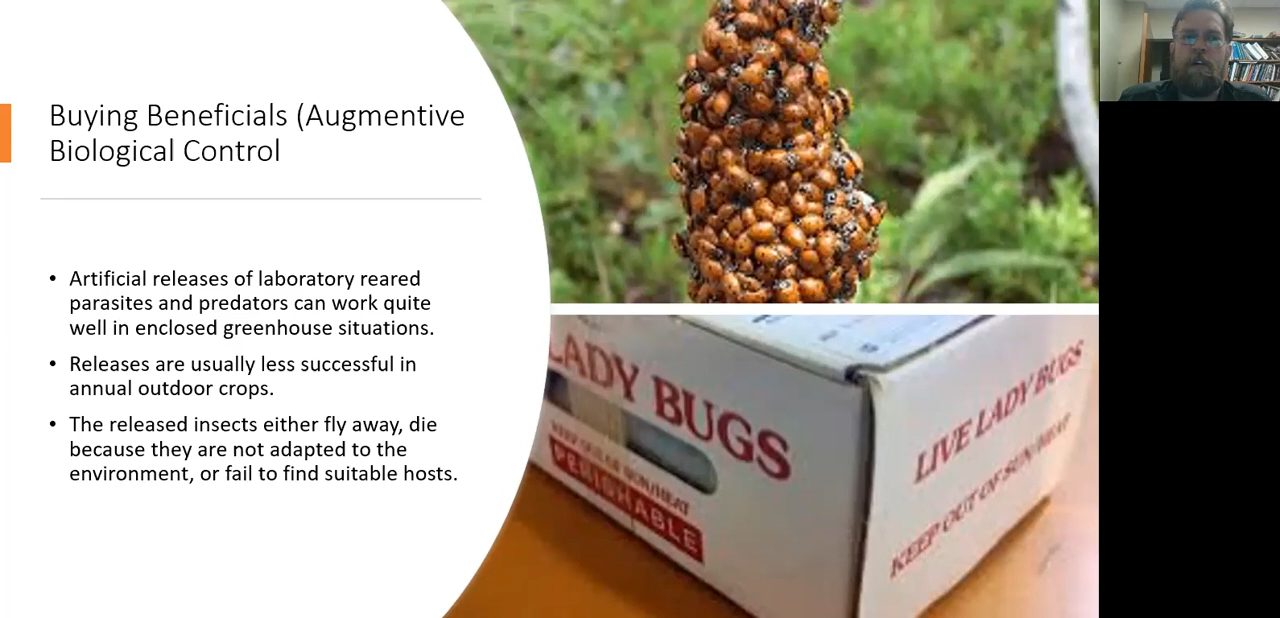 Buying Beneficials (Augmentive
Biological Control
• Artificial releases of laboratory reared
parasites and predators can work quite
well in enclosed greenhouse situations.
• Releases are usually less successful in
annual outdoor crops.
• The released insects either fly away, die
because they are not adapted to the
environment, or fail to find suitable hosts.
LADY BUGS
PERISHABLE
LIVE LADY BUGS
KEEP OUT OF SUN/HEAT